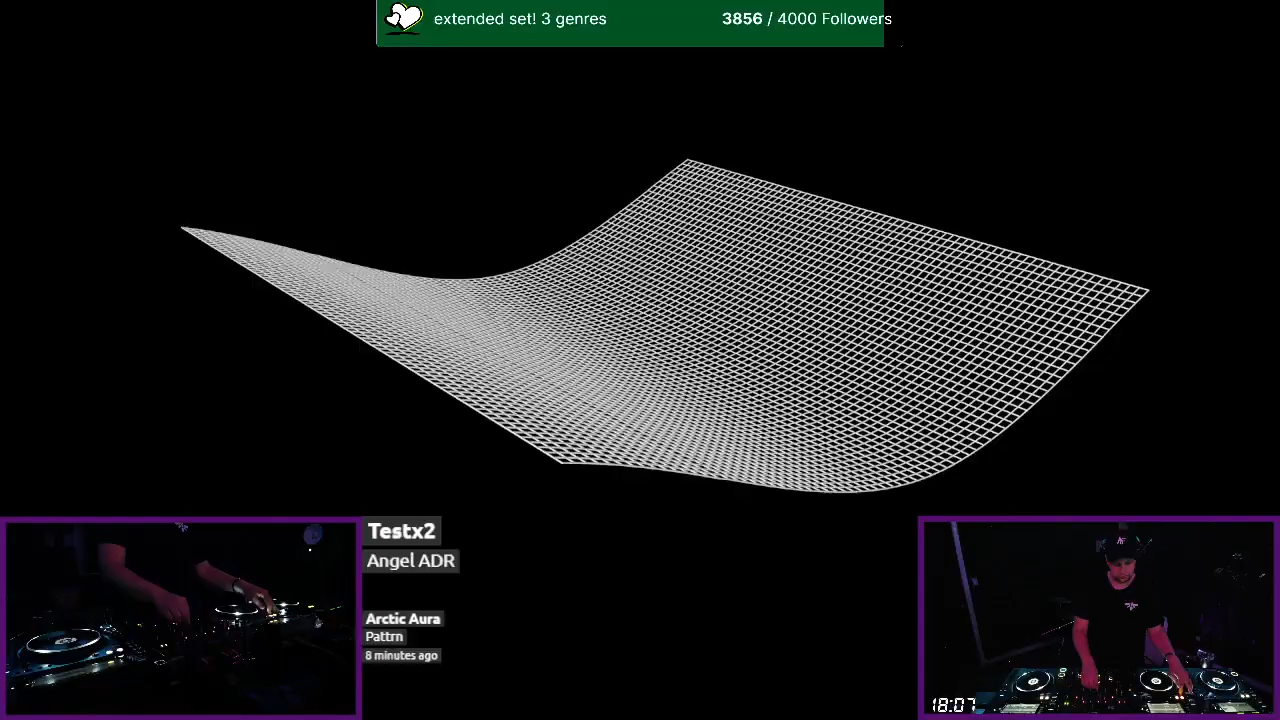 extended set! 3 genres 3856 / 4000 Followers
Testx2
Angel ADR
Arctic Aura
Pattrn
8 minutes ago
18:07